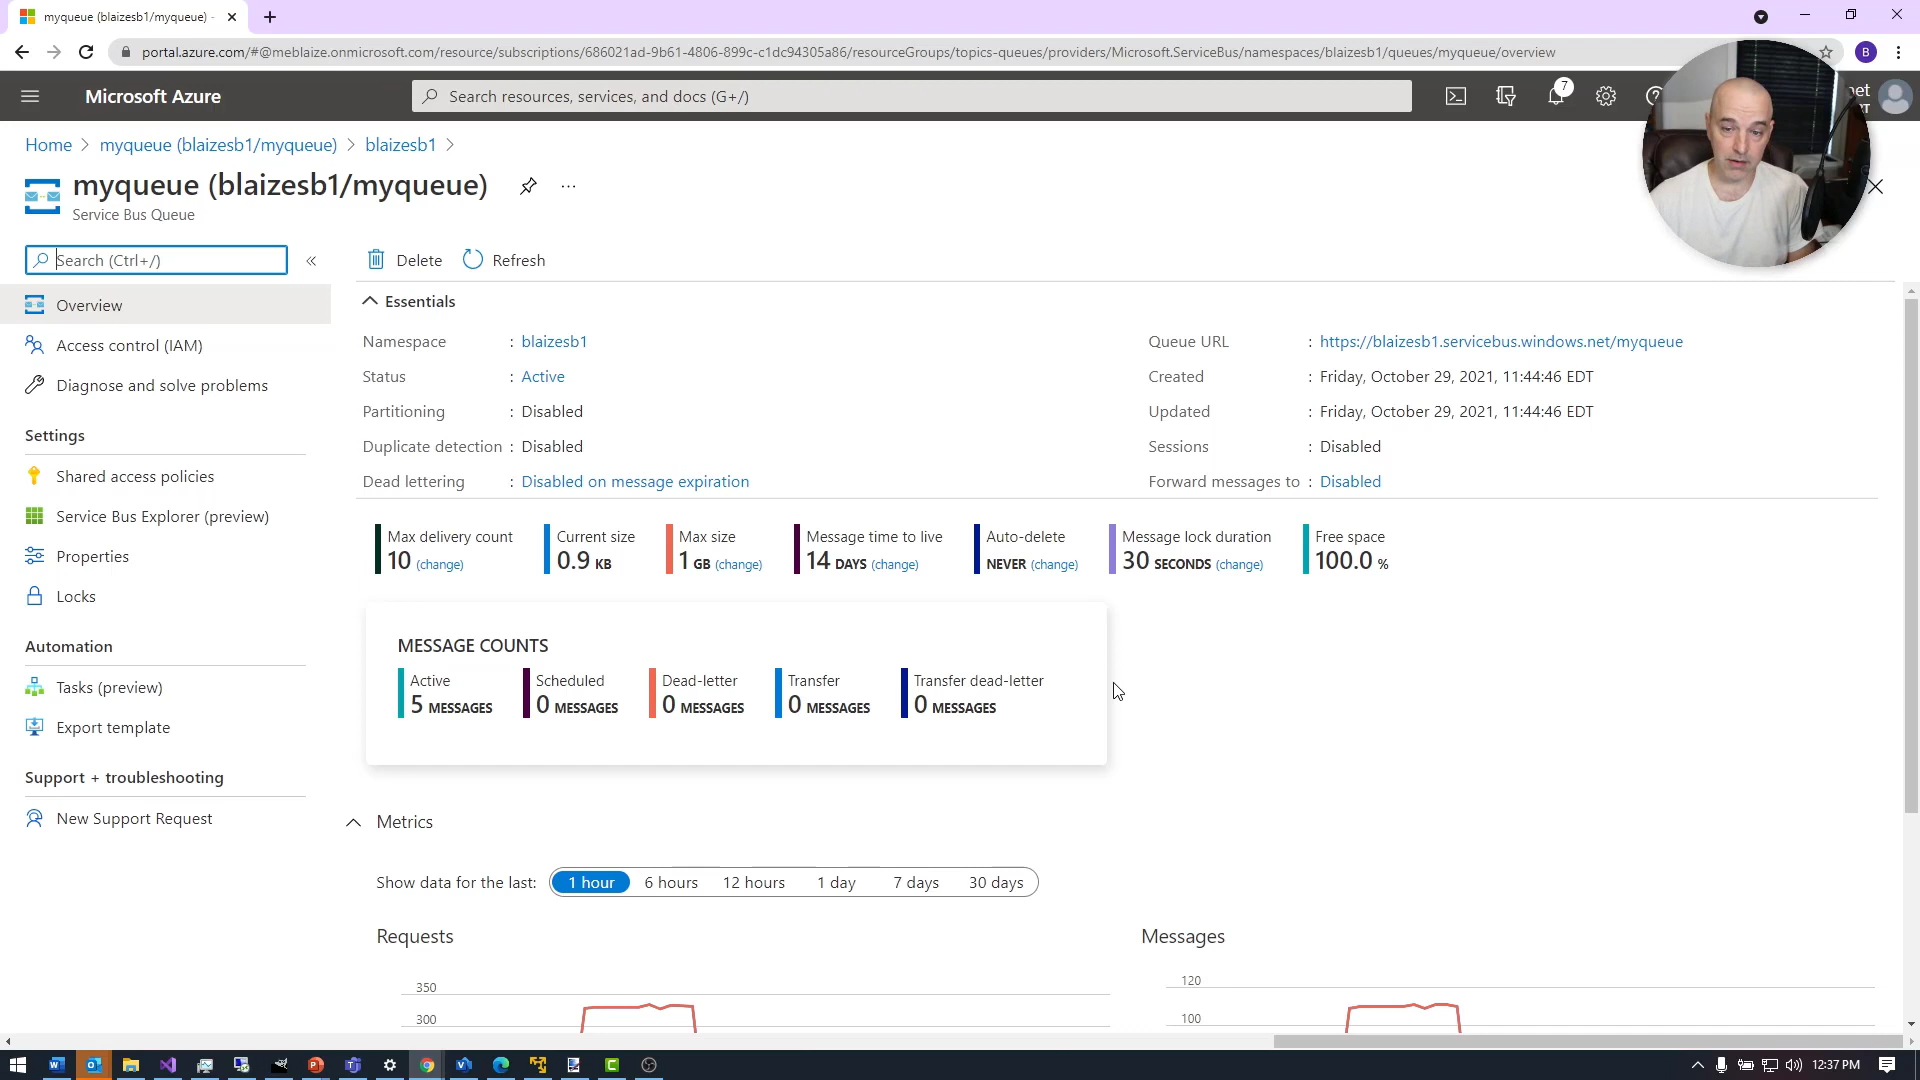 myqueue (blaizesb1/myqueue) -
portal.azure.com/#@meblaize.onmicrosoft.com/resource/subscriptions/686021ad-9b61-4806-899c-c1dc94305a86/resourceGroups/topics-queues/providers/Microsoft.ServiceBus/namespaces/blaizesb1/queues/myqueue/overview
B
Microsoft Azure
Search resources, services, and docs (G+/)
7
Home > myqueue (blaizesb1/myqueue) > blaizesb1 >
myqueue (blaizesb1/myqueue)
Service Bus Queue
Search (Ctrl+/)
«
Overview
Access control (IAM)
Diagnose and solve problems
Settings
Shared access policies
Service Bus Explorer (preview)
Properties
Locks
Automation
Tasks (preview)
Export template
Support + troubleshooting
New Support Request
Delete
Refresh
Essentials
Namespace : blaizesb1
Status : Active
Partitioning : Disabled
Duplicate detection : Disabled
Dead lettering : Disabled on message expiration
Queue URL : https://blaizesb1.servicebus.windows.net/myqueue
Created : Friday, October 29, 2021, 11:44:46 EDT
Updated : Friday, October 29, 2021, 11:44:46 EDT
Sessions : Disabled
Forward messages to : Disabled
Max delivery count
10 (change)
Current size
0.9 KB
Max size
1 GB (change)
Message time to live
14 DAYS (change)
Auto-delete
NEVER (change)
Message lock duration
30 SECONDS (change)
Free space
100.0 %
MESSAGE COUNTS
Active
5 MESSAGES
Scheduled
0 MESSAGES
Dead-letter
0 MESSAGES
Transfer
0 MESSAGES
Transfer dead-letter
0 MESSAGES
Metrics
Show data for the last: 1 hour 6 hours 12 hours 1 day 7 days 30 days
Requests
350
300
Messages
120
100
12:37 PM